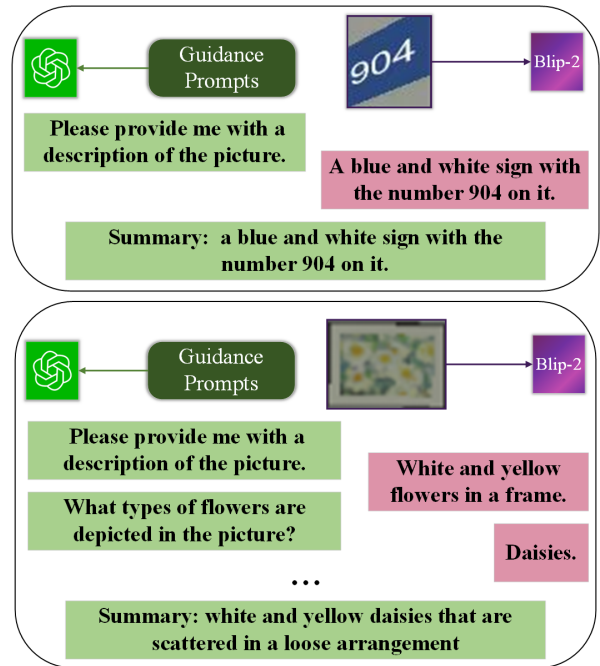 Guidance
Prompts
904
Blip-2
Please provide me with a
description of the picture.
A blue and white sign with
the number 904 on it.
Summary: a blue and white sign with the
number 904 on it.
Guidance
Prompts
Blip-2
Please provide me with a
description of the picture.
White and yellow
flowers in a frame.
What types of flowers are
depicted in the picture?
Daisies.
...
Summary: white and yellow daisies that are
scattered in a loose arrangement